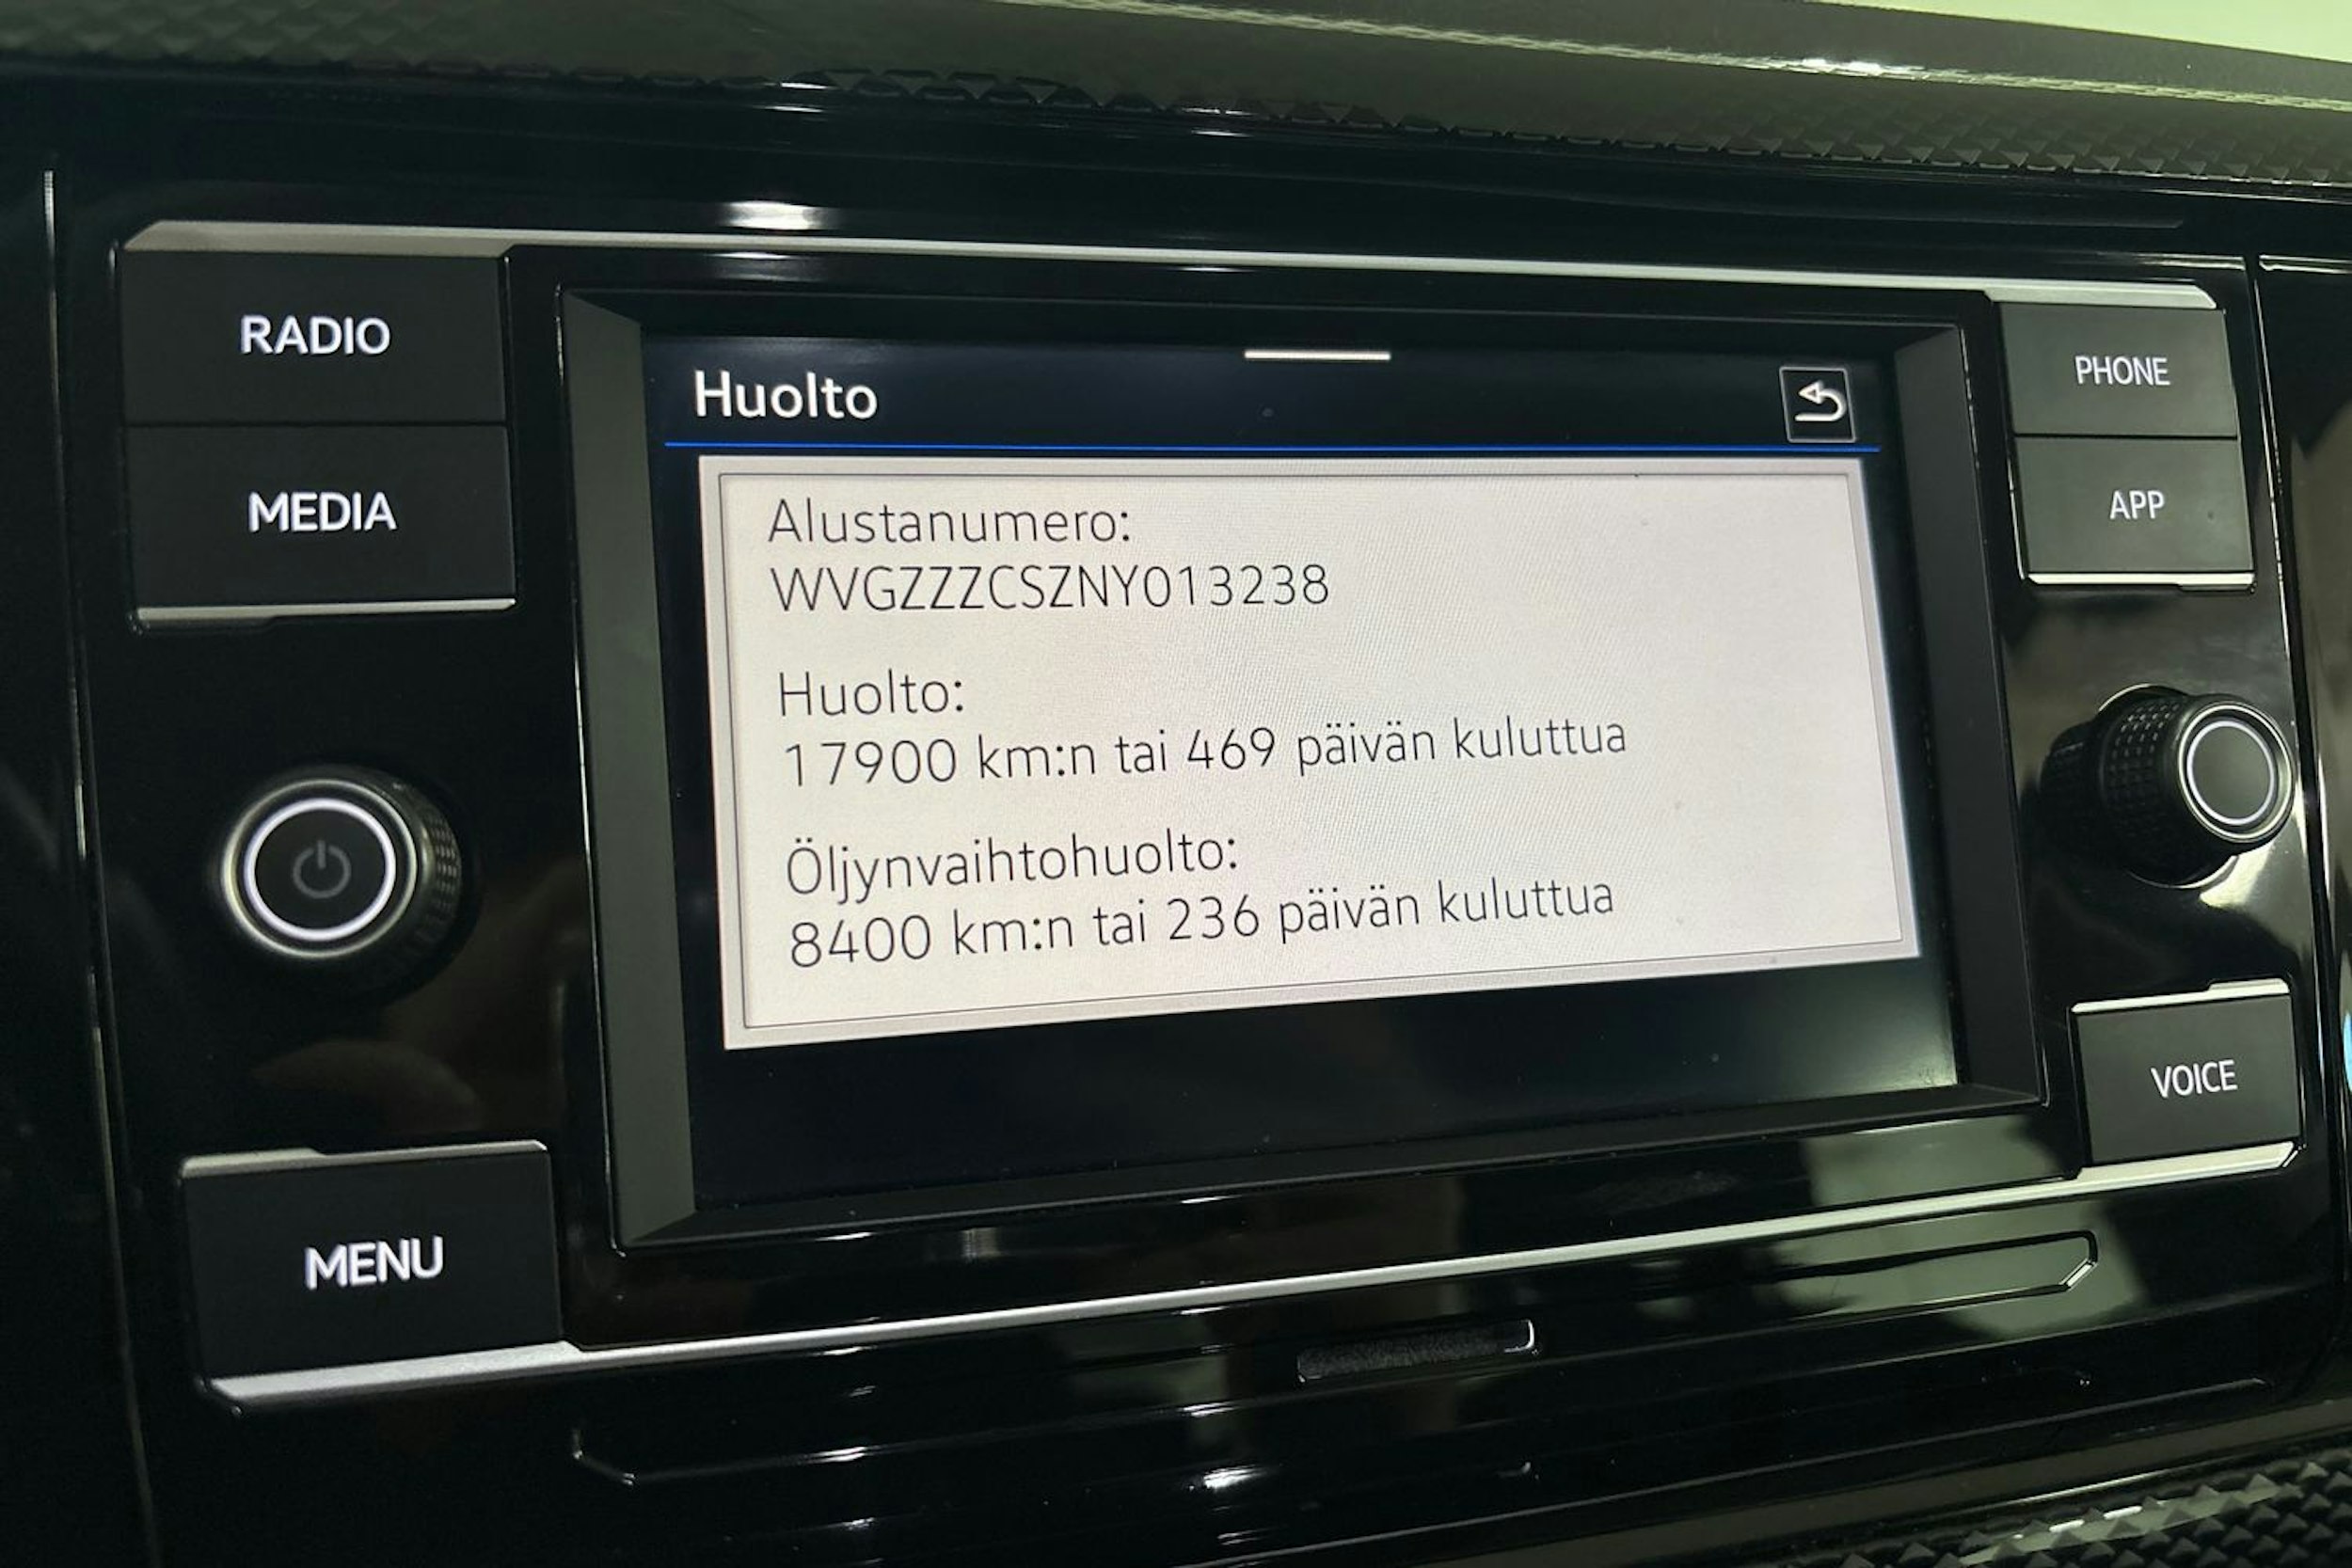 RADIO
MEDIA
MENU
Huolto
Alustanumero:
WVGZZZCSZNY013238
Huolto:
17900 km:n tai 469 päivän kuluttua
Öljynvaihtohuolto:
8400 km:n tai 236 päivän kuluttua
PHONE
APP
VOICE